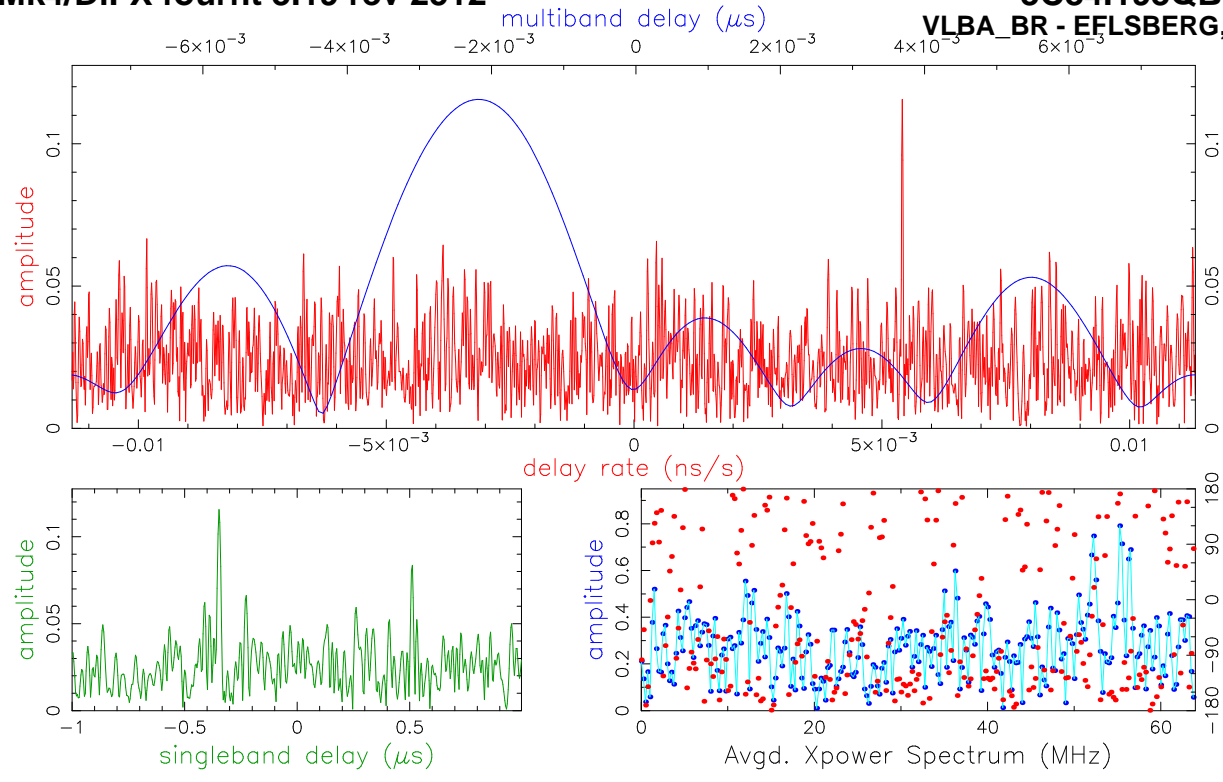 multiband delay (μs)
VLBA_BR - EFLSBERG,
−6×10⁻³ −4×10⁻³ −2×10⁻³ 0 2×10⁻³ 4×10⁻³ 6×10⁻³
amplitude
0 0.05 0.1
0 0.05 0.1
−0.01 −5×10⁻³ 0 5×10⁻³ 0.01
delay rate (ns/s)
amplitude
0 0.05 0.1
−1 −0.5 0 0.5
singleband delay (μs)
amplitude
0 0.2 0.4 0.6 0.8
−180 −90 0 90 180
0 20 40 60
Avgd. Xpower Spectrum (MHz)